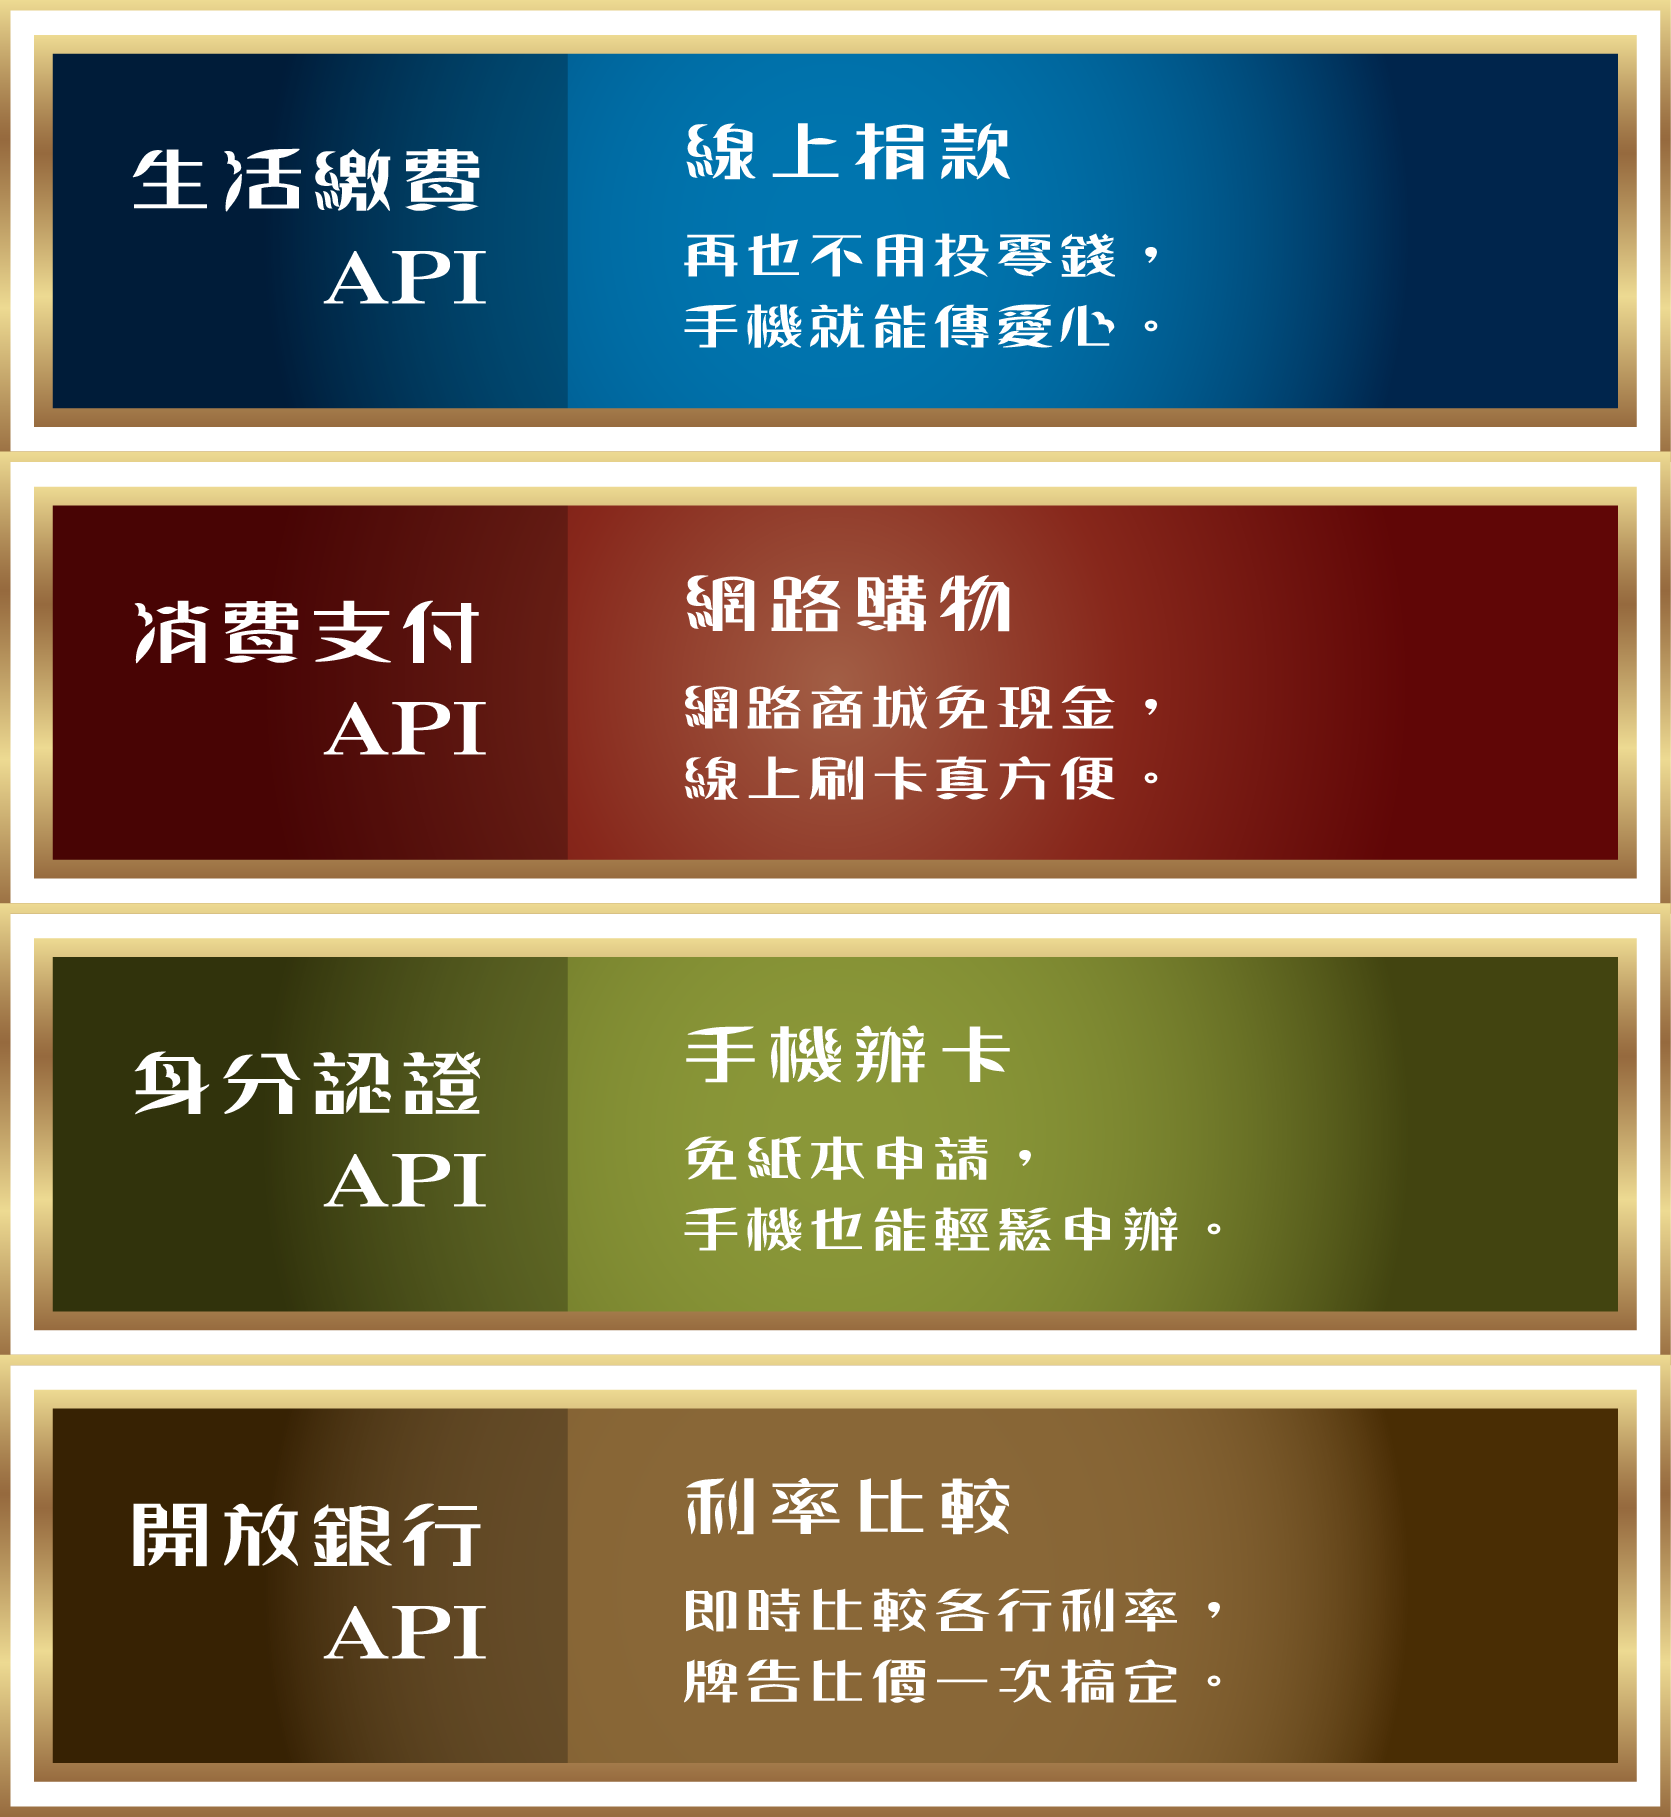 生活繳費
API
線上捐款
再也不用投零錢，
手機就能傳愛心。
消費支付
API
網路購物
網路商城免現金，
線上刷卡真方便。
身分認證
API
手機辦卡
免紙本申請，
手機也能輕鬆申辦。
開放銀行
API
利率比較
即時比較各行利率，
牌告比價一次搞定。